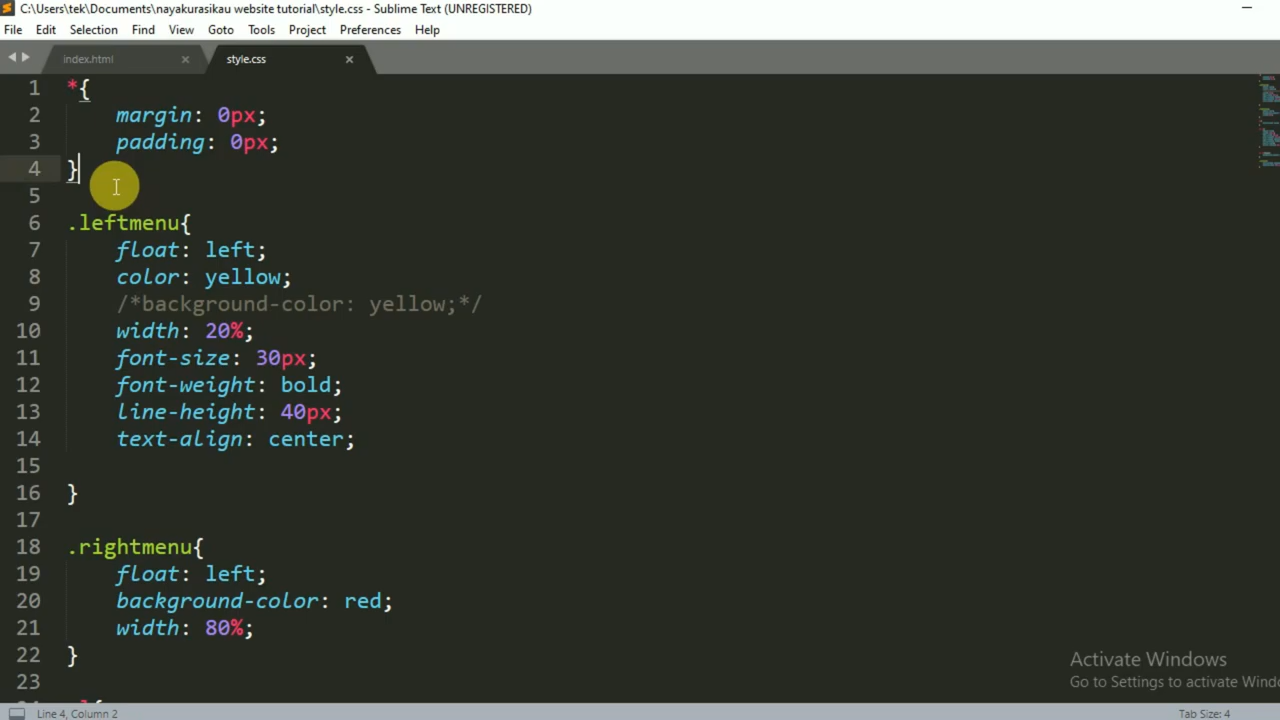 C:\Users\tek\Documents\nayakurasikau website tutorial\style.css - Sublime Text (UNREGISTERED)
File Edit Selection Find View Goto Tools Project Preferences Help
index.html style.css
1 *{
2 margin: 0px;
3 padding: 0px;
4 }
5
6 .leftmenu{
7 float: left;
8 color: yellow;
9 /*background-color: yellow;*/
10 width: 20%;
11 font-size: 30px;
12 font-weight: bold;
13 line-height: 40px;
14 text-align: center;
15
16 }
17
18 .rightmenu{
19 float: left;
20 background-color: red;
21 width: 80%;
22 }
23
Activate Windows
Go to Settings to activate Wind
Line 4, Column 2 Tab Size: 4